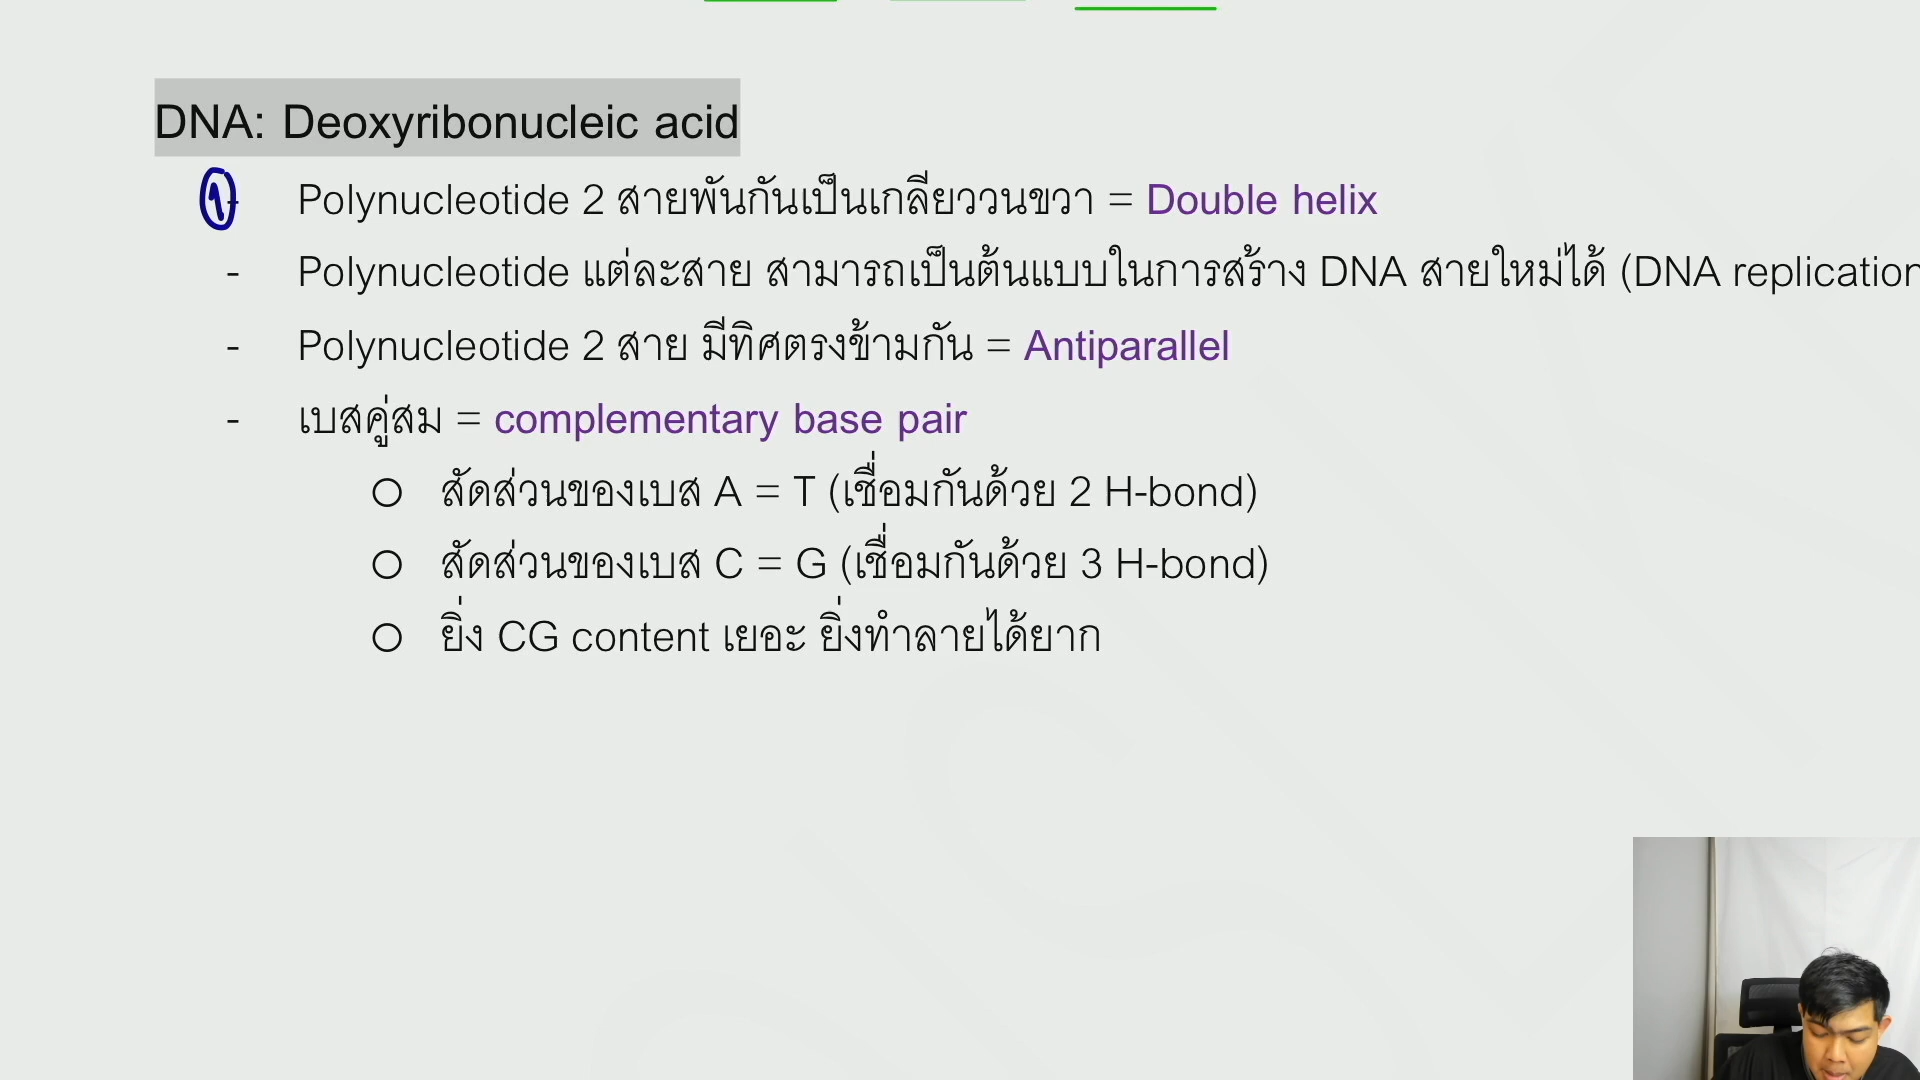 DNA: Deoxyribonucleic acid
① Polynucleotide 2 สายพันกันเป็นเกลียววนขวา = Double helix
- Polynucleotide แต่ละสาย สามารถเป็นต้นแบบในการสร้าง DNA สายใหม่ได้ (DNA replication
- Polynucleotide 2 สาย มีทิศตรงข้ามกัน = Antiparallel
- เบสคู่สม = complementary base pair
○ สัดส่วนของเบส A = T (เชื่อมกันด้วย 2 H-bond)
○ สัดส่วนของเบส C = G (เชื่อมกันด้วย 3 H-bond)
○ ยิ่ง CG content เยอะ ยิ่งทำลายได้ยาก